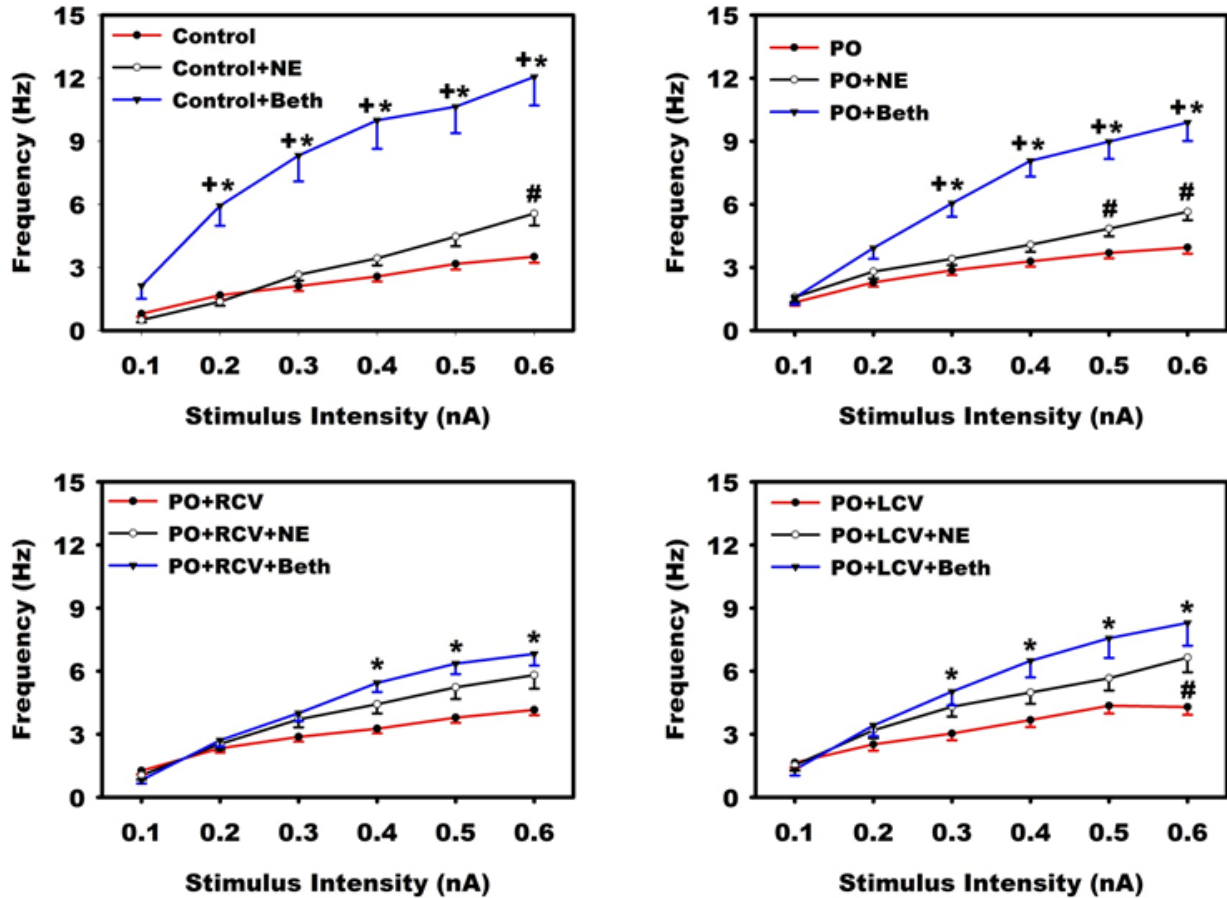 15
12
9
6
3
0
Frequency (Hz)
Control
Control+NE
Control+Beth
+* +* +* +* +*
#
0.1 0.2 0.3 0.4 0.5 0.6
Stimulus Intensity (nA)
15
12
9
6
3
0
Frequency (Hz)
PO
PO+NE
PO+Beth
+* +* +* +*
# #
0.1 0.2 0.3 0.4 0.5 0.6
Stimulus Intensity (nA)
15
12
9
6
3
0
Frequency (Hz)
PO+RCV
PO+RCV+NE
PO+RCV+Beth
* * *
0.1 0.2 0.3 0.4 0.5 0.6
Stimulus Intensity (nA)
15
12
9
6
3
0
Frequency (Hz)
PO+LCV
PO+LCV+NE
PO+LCV+Beth
* * * *
#
0.1 0.2 0.3 0.4 0.5 0.6
Stimulus Intensity (nA)